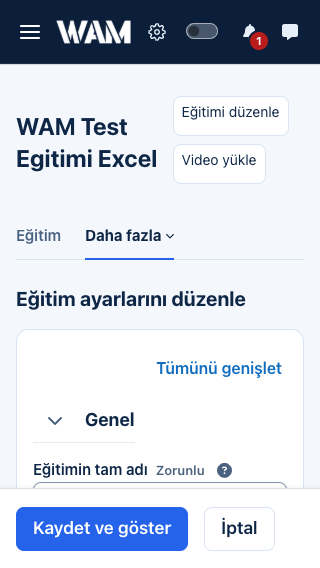 WAM
1
WAM Test
Egitimi Excel
Eğitimi düzenle
Video yükle
Eğitim
Daha fazla
Eğitim ayarlarını düzenle
Tümünü genişlet
Genel
Eğitimin tam adı Zorunlu ?
Kaydet ve göster
İptal